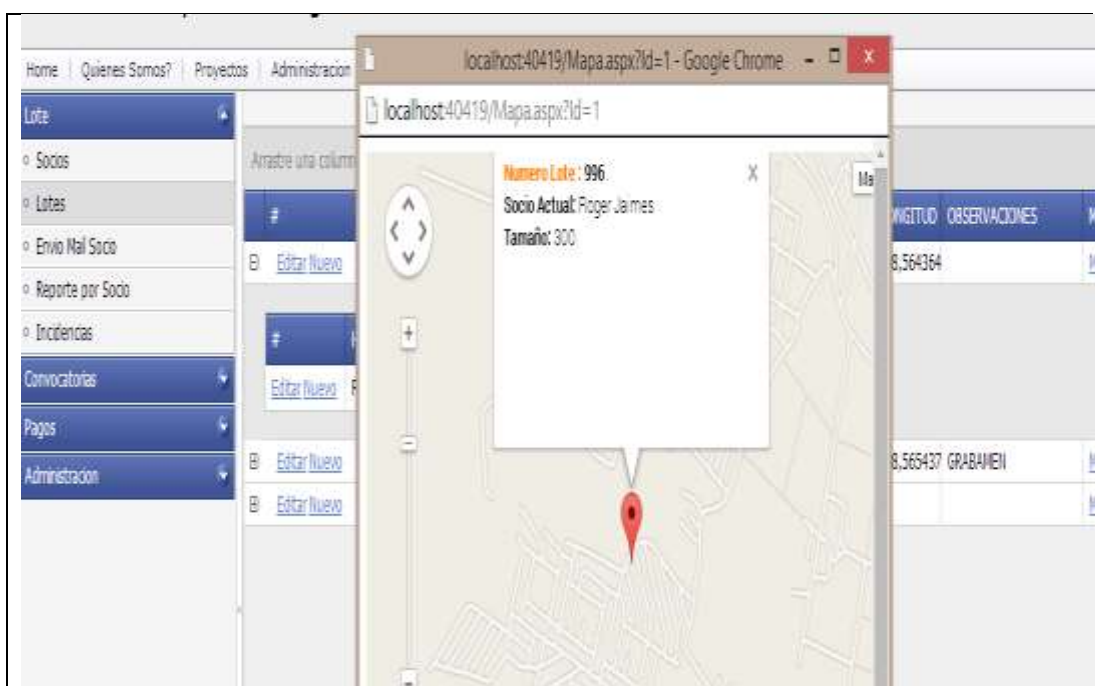 Home | Quienes Somos? | Proyectos | Administracion
localhost:40419/Mapa.aspx?Id=1 - Google Chrome
localhost:40419/Mapa.aspx?Id=1
Lote
Socios
Lotes
Envio Mail Socio
Reporte por Socio
Incidencias
Convocatorias
Pagos
Administracion
Arrastre una column
# NGITUD OBSERVACIONES M
Editar Nuevo 8,564364 M
#
Editar Nuevo
Editar Nuevo 8,565437 GRABAMEN M
Editar Nuevo M
Numero Lote : 996
Socio Actual: Roger Jaimes
Tamaño: 300
Ma